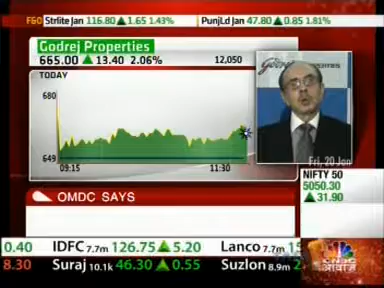 F&O Strlite Jan 116.80 ▲ 1.65 1.43% PunjLd Jan 47.80 ▲ 0.85 1.81%
Godrej Properties
665.00 ▲ 13.40 2.06% 12,050
TODAY
680
649
09:15 11:30
Godrej
Fri, 20 Jan
NIFTY 50
5050.30
▲ 31.90
OMDC SAYS
0.40 IDFC 7.7m 126.75 ▲ 5.20 Lanco 7.7m
8.30 Suraj 10.1k 46.30 ▲ 0.55 Suzlon 8.9m
CNBC
आवाज़